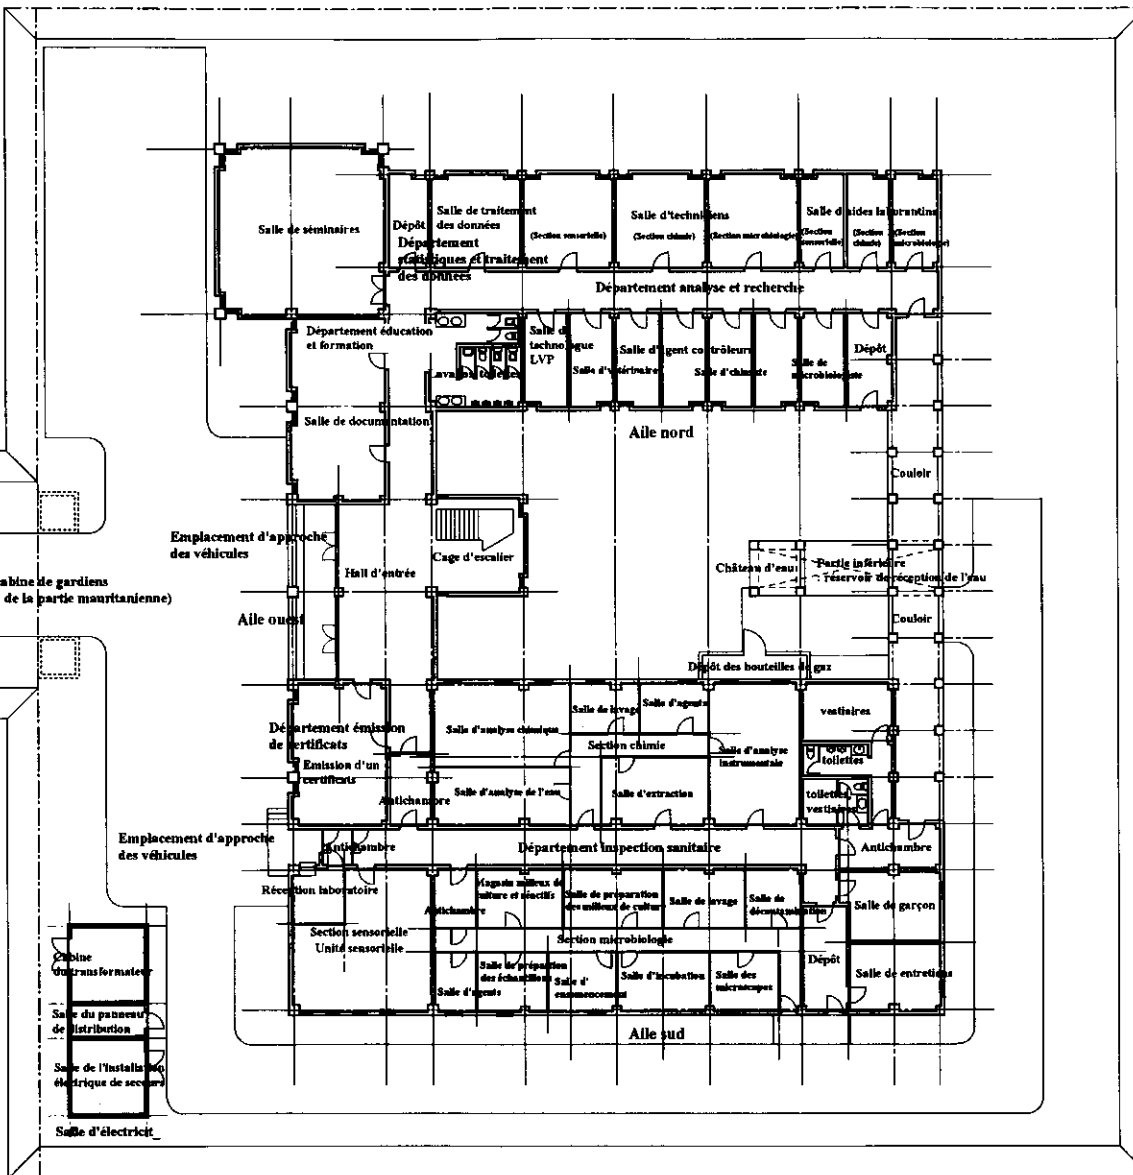 Salle de séminaires
Dépôt
Salle de traitement
des données
(Section sensorielle)
Salle d'techniciens
(Section chimie)
(Section microbiologie)
Salle d'aides laborantins
(Section
sensorielle)
(Section
chimie)
(Section
microbiologie)
Département
statistiques et traitement
des données
Département analyse et recherche
Département éducation
et formation
Lavabos toilettes
Salle de
technologue
LVP
Salle d'vétérinaire
Salle d'agent contrôleurs
Salle d'chimiste
Salle de
microbiologiste
Dépôt
Salle de documentation
Aile nord
Couloir
Emplacement d'approche
des véhicules
Cage d'escalier
Hall d'entrée
Château d'eau
Partie inférieure
: réservoir de réception de l'eau
abine de gardiens
de la partie mauritanienne)
Aile ouest
Couloir
Dépôt des bouteilles de gaz
Département émission
de certificats
Emission d'un
certificats
Antichambre
Salle d'analyse chimique
Salle de lavage
Salle d'agents
Section chimie
Salle d'analyse
instrumentale
Salle d'analyse de l'eau
Salle d'extraction
vestiaires
toilettes
toilettes,
vestiaires
Emplacement d'approche
des véhicules
Antichambre
Département inspection sanitaire
Antichambre
Réception laboratoire
Antichambre
Magasin milieux de
culture et réactifs
Salle de préparation
des milieux de culture
Salle de lavage
Salle de
décontamination
Salle de garçon
Section sensorielle
Unité sensorielle
Section microbiologie
Salle d'agents
Salle de préparation
des échantillons
Salle d'
ensemencement
Salle d'incubation
Salle des
microscopes
Dépôt
Salle de entretiens
Cabine
du transformateur
Salle du panneau
de distribution
Salle de l'installation
électrique de secours
Salle d'électricit_
Aile sud